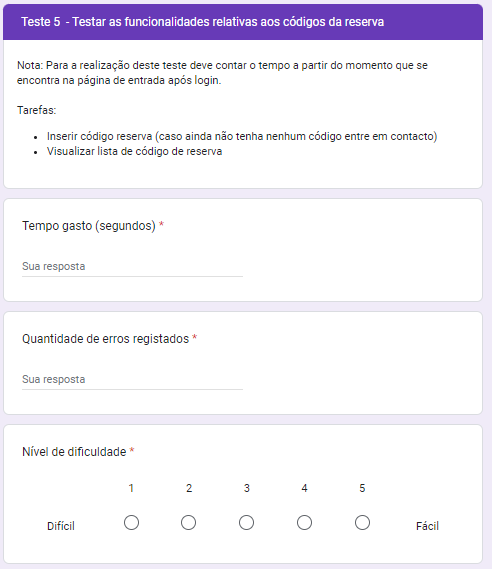 Teste 5 - Testar as funcionalidades relativas aos códigos da reserva
Nota: Para a realização deste teste deve contar o tempo a partir do momento que se
encontra na página de entrada após login.
Tarefas:
• Inserir código reserva (caso ainda não tenha nenhum código entre em contacto)
• Visualizar lista de código de reserva
Tempo gasto (segundos) *
Sua resposta
Quantidade de erros registados *
Sua resposta
Nível de dificuldade *
1 2 3 4 5
Difícil Fácil